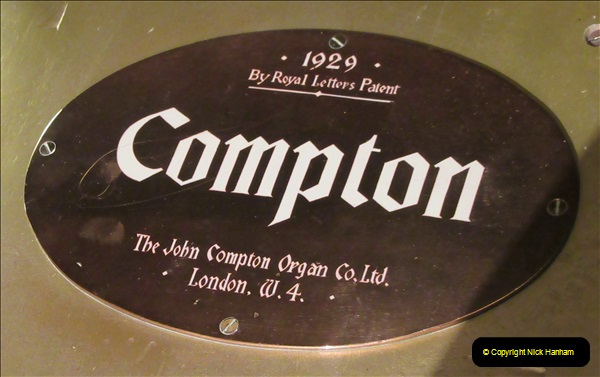 · 1929 ·
By Royal Letters Patent
Compton
The John Compton Organ Co, Ltd.
· London. W. 4. ·
© Copyright Nick Hanham